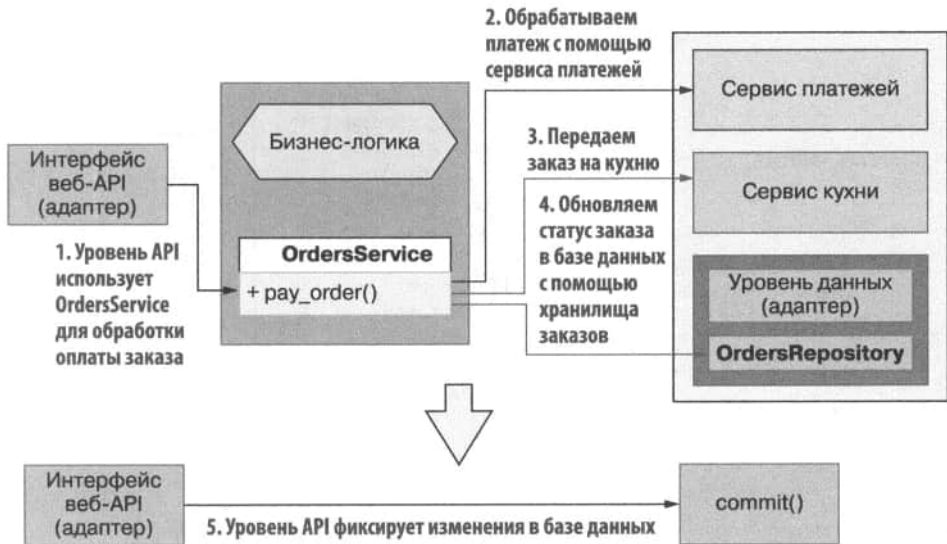 2. Обрабатываем
платеж с помощью
сервиса платежей
Сервис платежей
Бизнес-логика
3. Передаем
заказ на кухню
Интерфейс
веб-API
(адаптер)
Сервис кухни
4. Обновляем
статус заказа
в базе данных
с помощью
хранилища
заказов
1. Уровень API
использует
OrdersService
для обработки
оплаты заказа
OrdersService
+ pay_order()
Уровень данных
(адаптер)
OrdersRepository
Интерфейс
веб-API
(адаптер)
commit()
5. Уровень API фиксирует изменения в базе данных